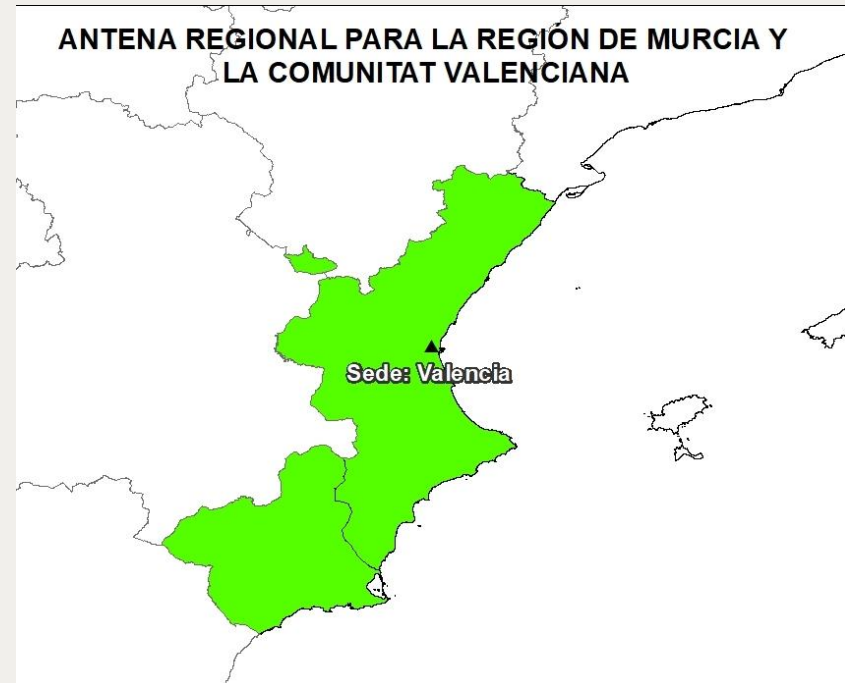 ANTENA REGIONAL PARA LA REGIÓN DE MURCIA Y
LA COMUNITAT VALENCIANA
Sede: Valencia